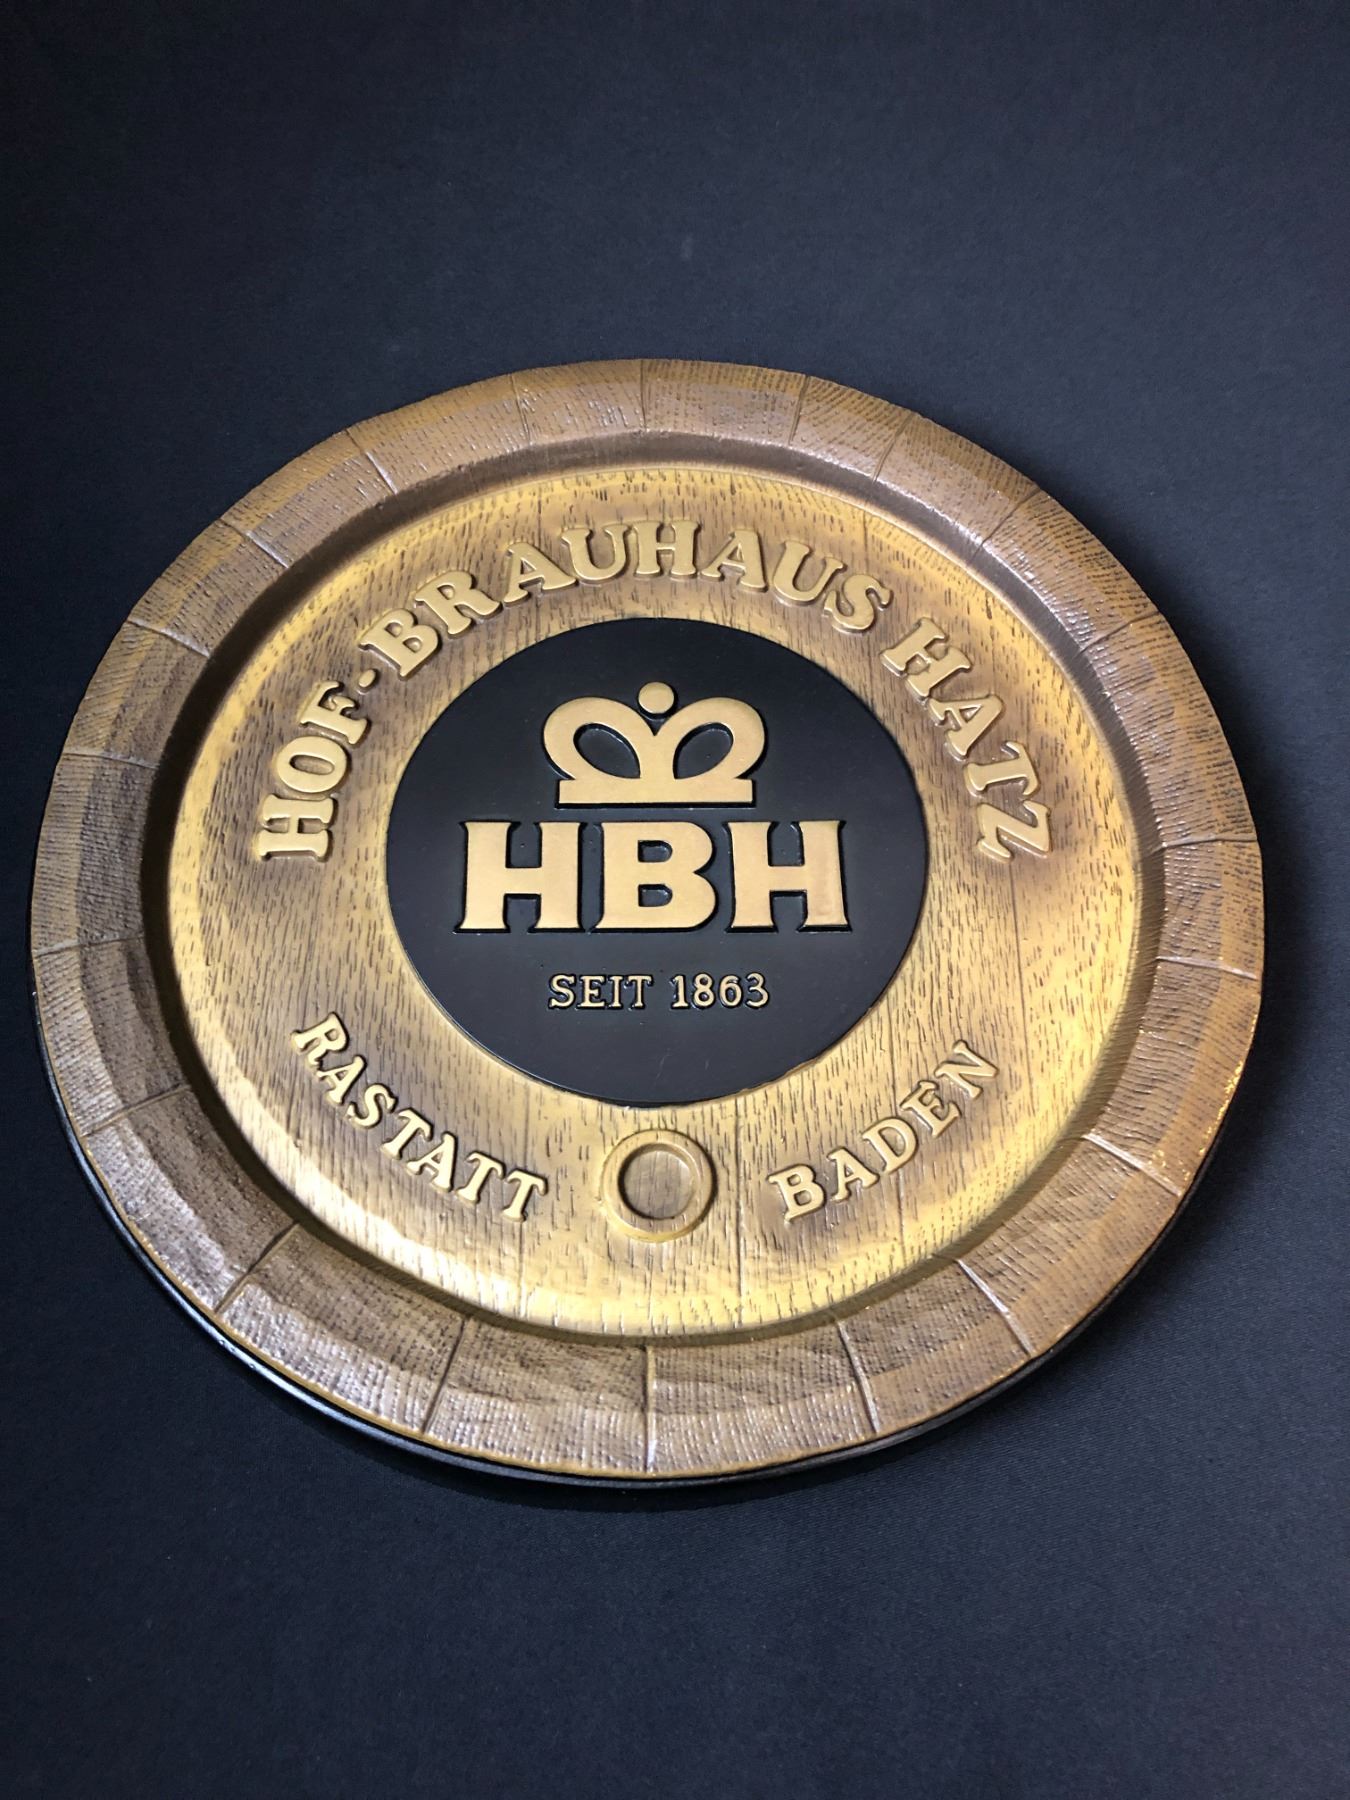 HOF-BRAUHAUS HATZ
HBH
SEIT 1863
RASTATT BADEN